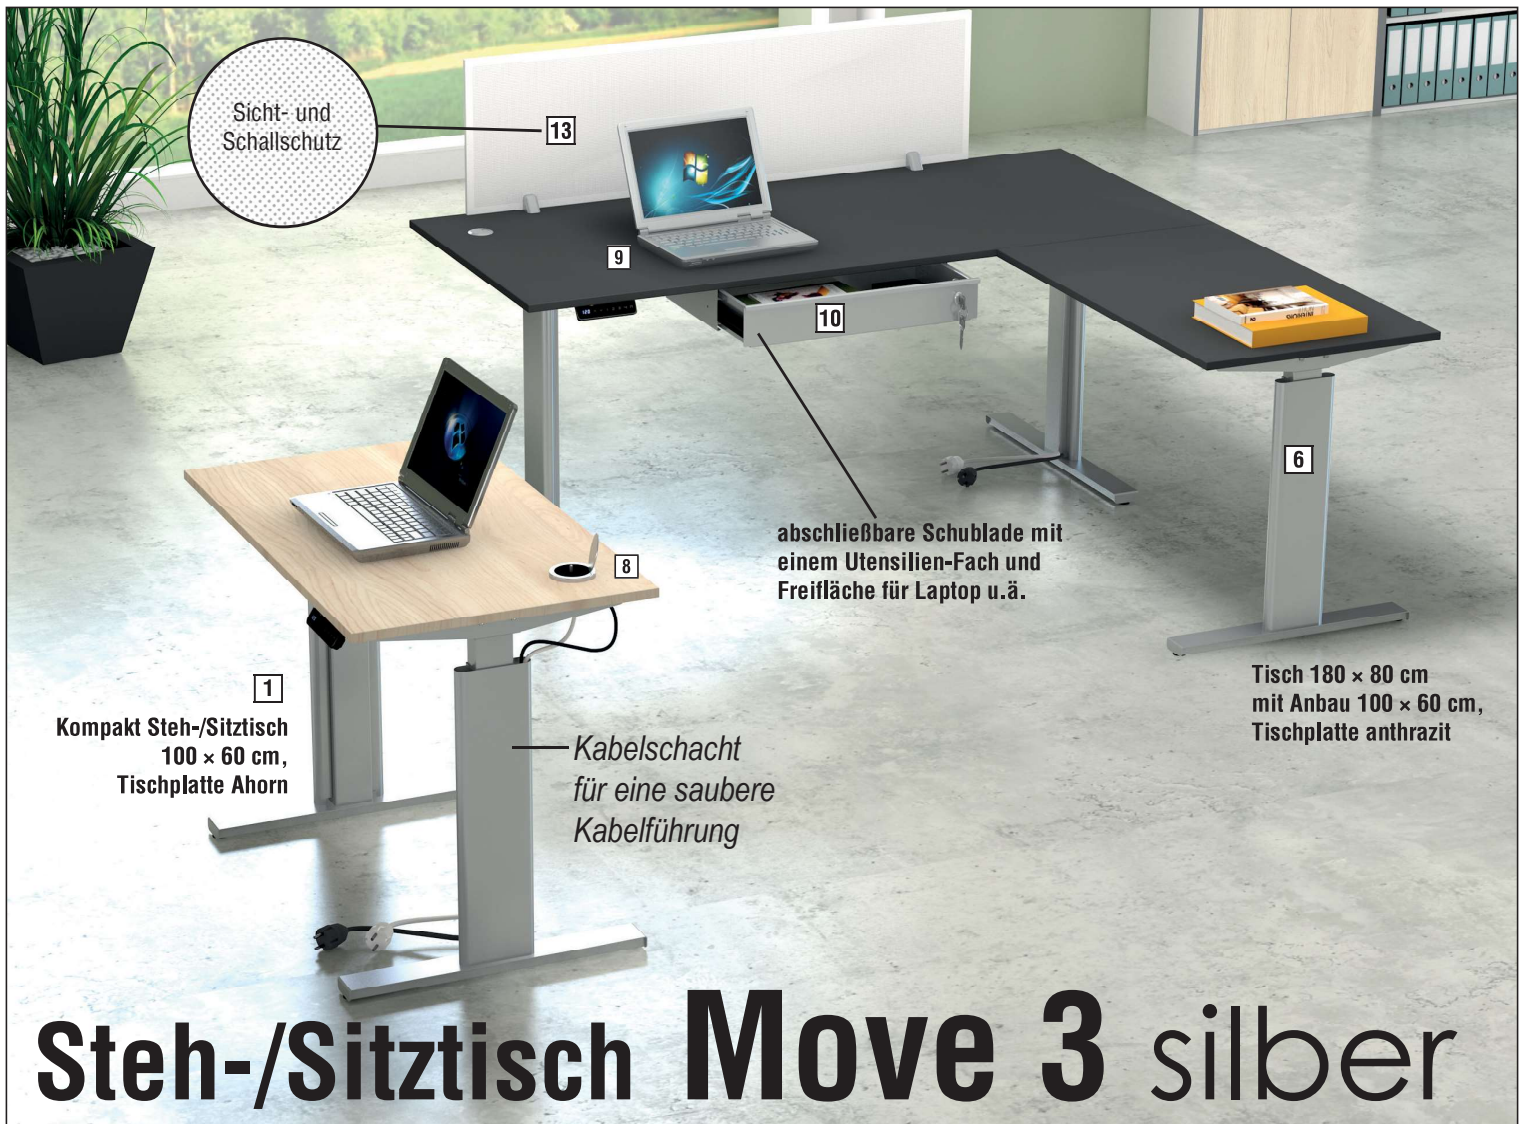 Sicht- und
Schallschutz
13
9
10
6
abschließbare Schublade mit
einem Utensilien-Fach und
Freifläche für Laptop u.ä.
8
1
Kompakt Steh-/Sitztisch
100 × 60 cm,
Tischplatte Ahorn
Kabelschacht
für eine saubere
Kabelführung
Tisch 180 × 80 cm
mit Anbau 100 × 60 cm,
Tischplatte anthrazit
Steh-/Sitztisch Move 3 silber